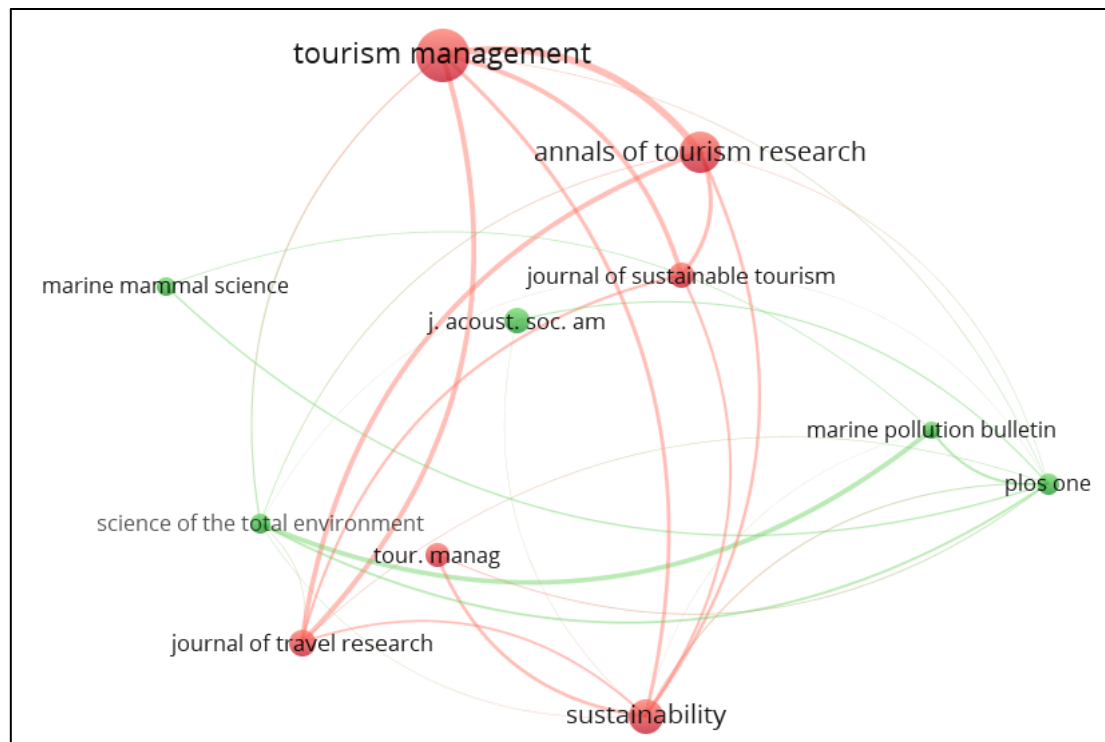 tourism management
annals of tourism research
journal of sustainable tourism
marine mammal science
j. acoust. soc. am
marine pollution bulletin
plos one
science of the total environment
tour. manag
journal of travel research
sustainability